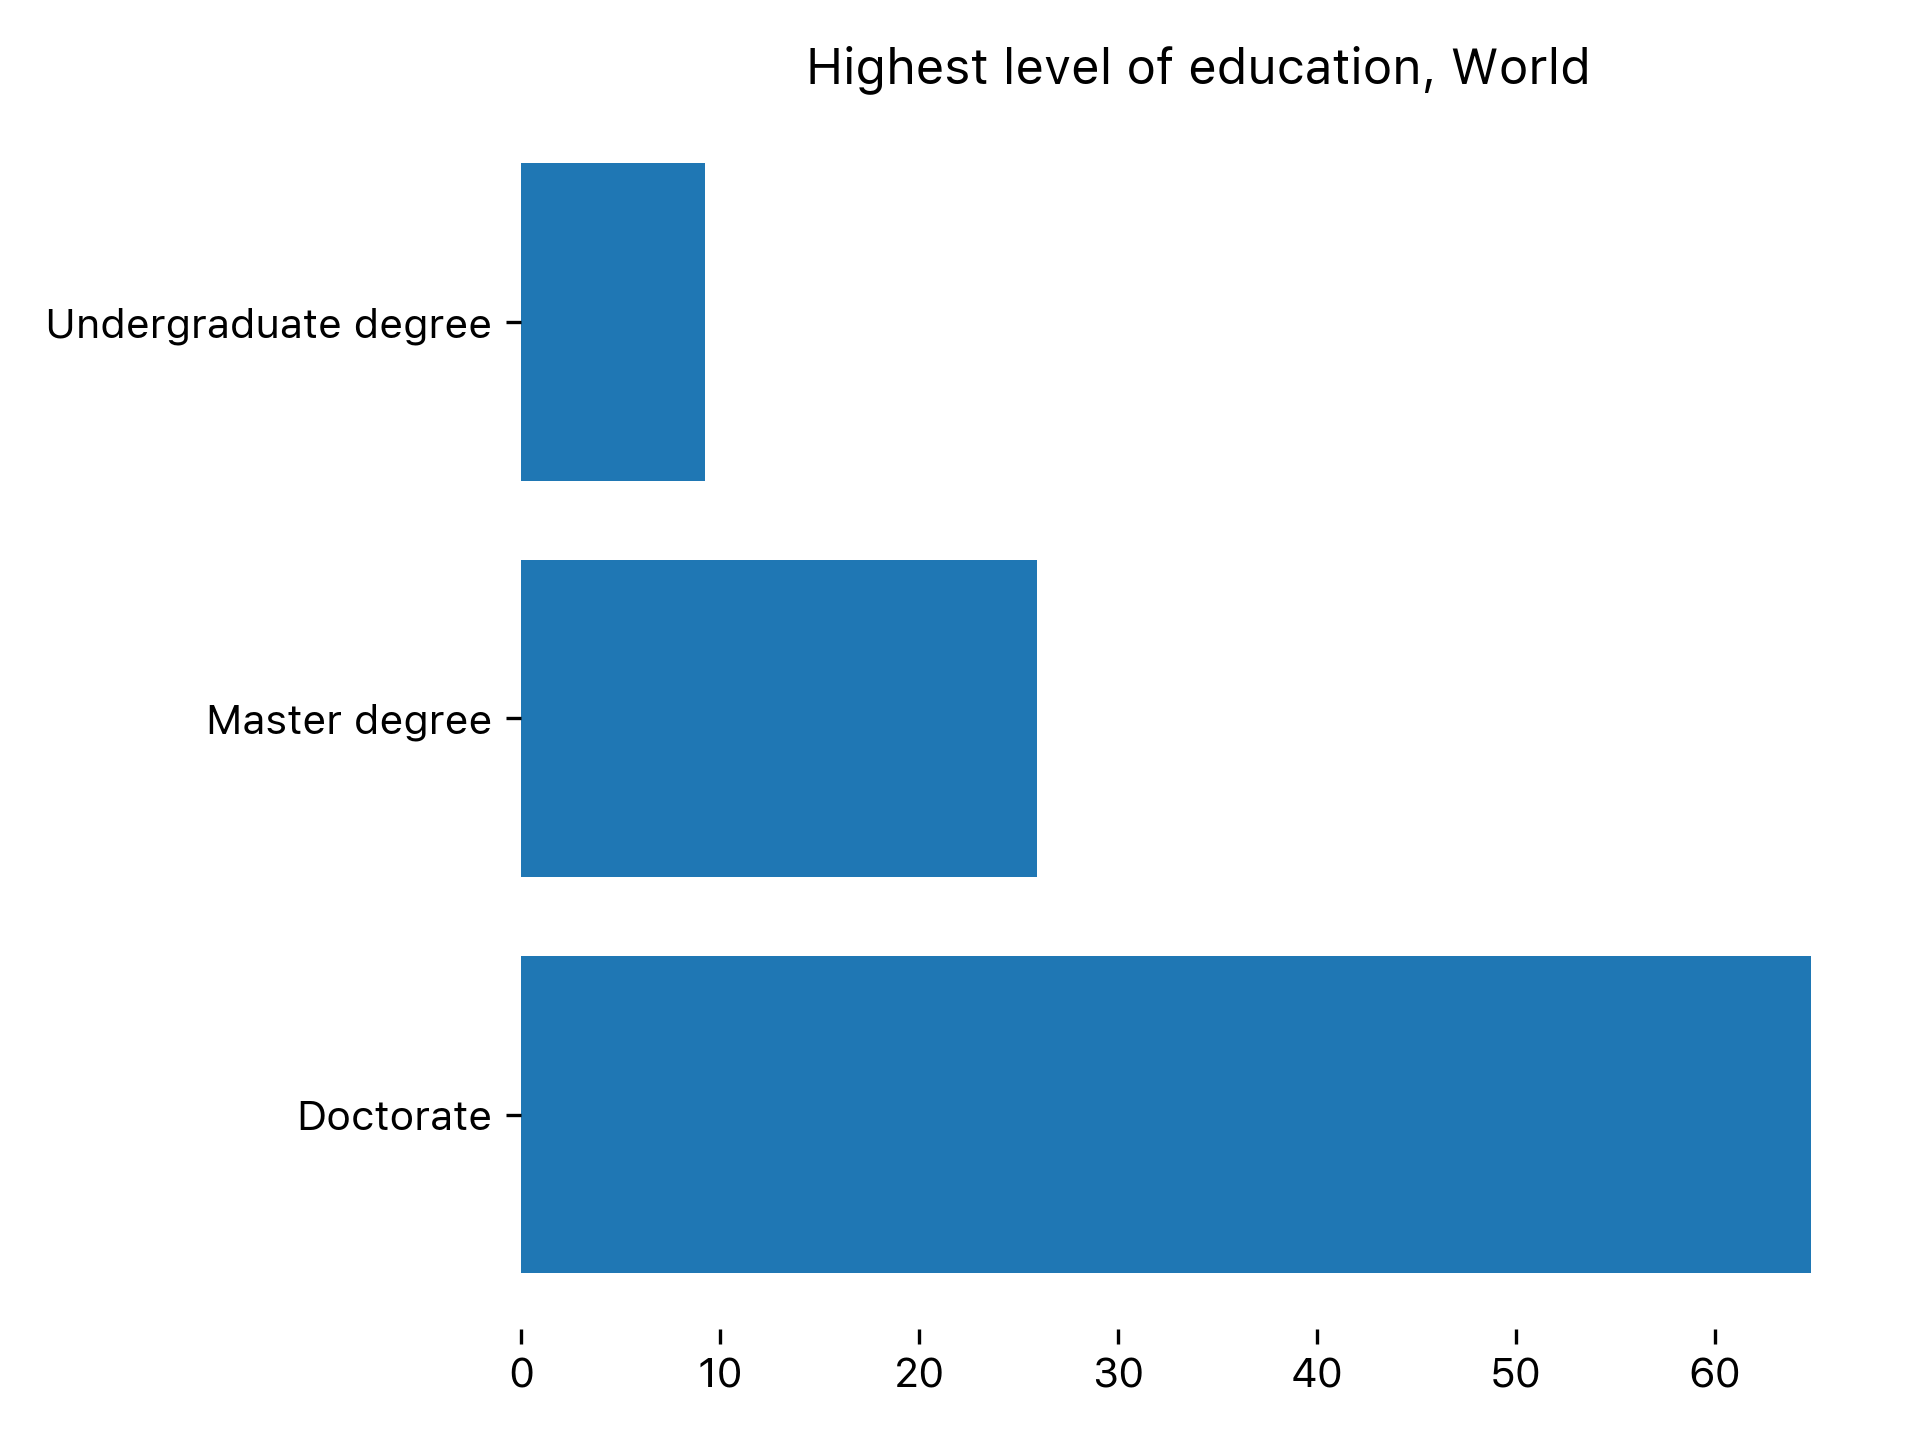 Highest level of education, World
Undergraduate degree
Master degree
Doctorate
0 10 20 30 40 50 60